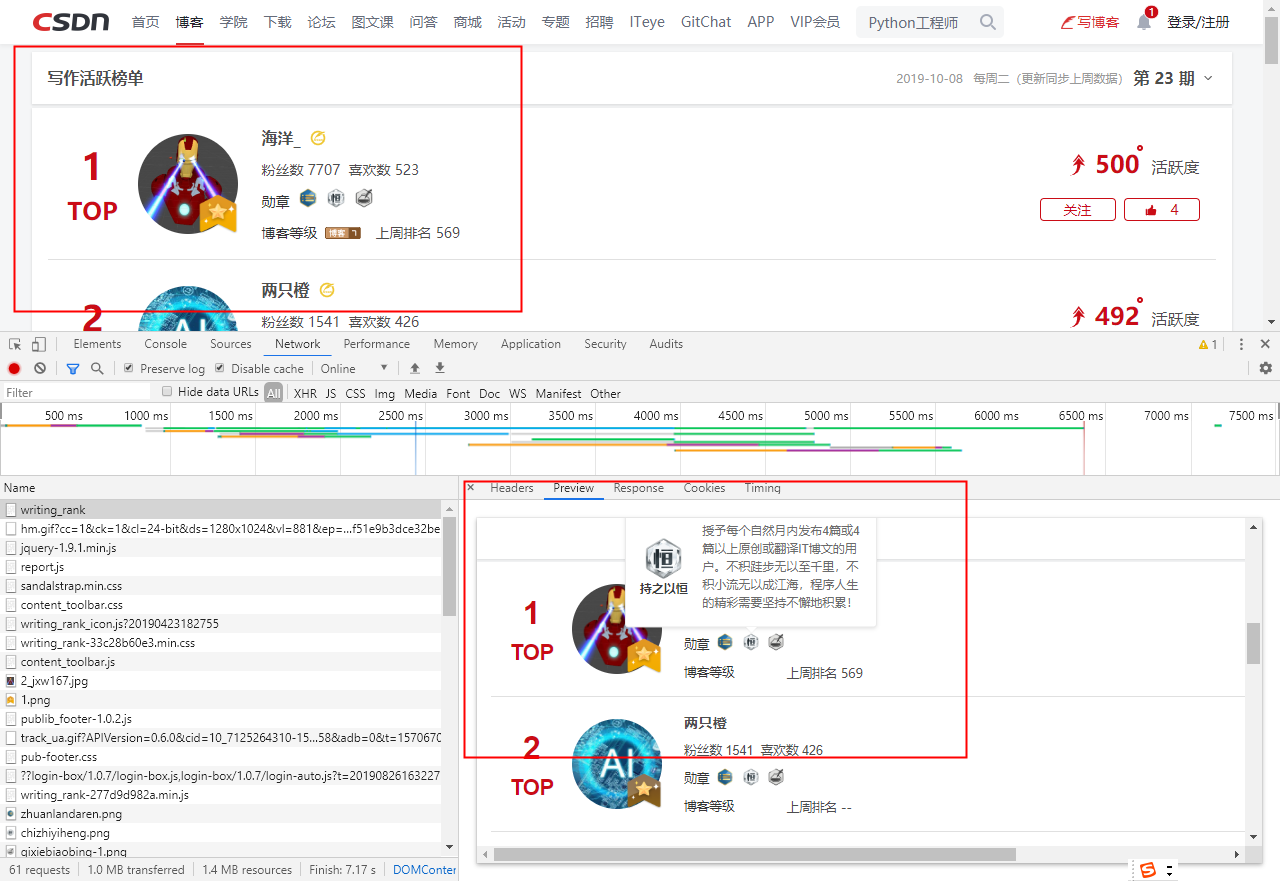 CSDN 首页 博客 学院 下载 论坛 图文课 问答 商城 活动 专题 招聘 ITeye GitChat APP VIP会员 Python工程师 写博客 1 登录/注册
写作活跃榜单 2019-10-08 每周二（更新同步上周数据） 第 23 期
海洋_
1 粉丝数 7707 喜欢数 523 500° 活跃度
TOP 勋章 恒 关注 4
博客等级 博客 7 上周排名 569
两只橙
2 粉丝数 1541 喜欢数 426 492° 活跃度
AI
Elements Console Sources Network Performance Memory Application Security Audits 1
Preserve log Disable cache Online
Filter Hide data URLs All XHR JS CSS Img Media Font Doc WS Manifest Other
500 ms 1000 ms 1500 ms 2000 ms 2500 ms 3000 ms 3500 ms 4000 ms 4500 ms 5000 ms 5500 ms 6000 ms 6500 ms 7000 ms 7500 ms
Name
writing_rank
hm.gif?cc=1&ck=1&cl=24-bit&ds=1280x1024&vl=881&ep=...f51e9b3dce32be
jquery-1.9.1.min.js
report.js
sandalstrap.min.css
content_toolbar.css
writing_rank_icon.js?20190423182755
writing_rank-33c28b60e3.min.css
content_toolbar.js
2_jxw167.jpg
1.png
publib_footer-1.0.2.js
track_ua.gif?APIVersion=0.6.0&cid=10_7125264310-15...58&adb=0&t=1570670
pub-footer.css
??login-box/1.0.7/login-box.js,login-box/1.0.7/login-auto.js?t=20190826163227
writing_rank-277d9d982a.min.js
zhuanlandaren.png
chizhiyiheng.png
qixiebiaobing-1.png
61 requests 1.0 MB transferred 1.4 MB resources Finish: 7.17 s DOMConter
Headers Preview Response Cookies Timing
授予每个自然月内发布4篇或4
篇以上原创或翻译IT博文的用
户。不积跬步无以至千里，不
积小流无以成江海，程序人生
的精彩需要坚持不懈地积累！
恒
持之以恒
1
TOP 勋章 恒
博客等级 上周排名 569
两只橙
2 AI 粉丝数 1541 喜欢数 426
TOP 勋章 恒
博客等级 上周排名 --
S